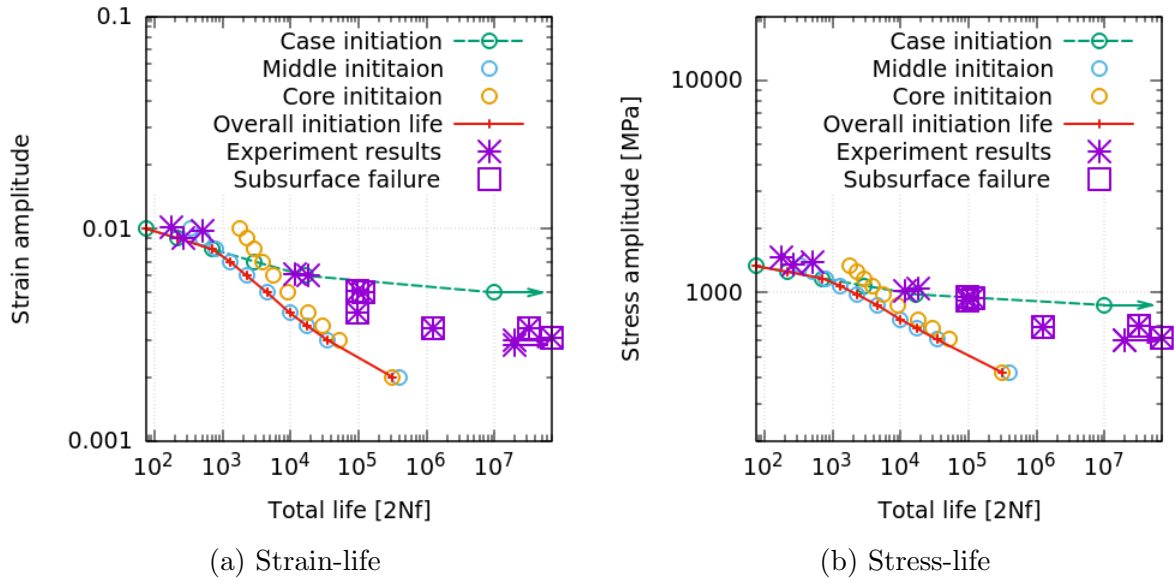 0.1
Case initiation
Middle inititaion
Core inititaion
Overall initiation life
Experiment results
Subsurface failure
Strain amplitude
0.01
0.001
10^2 10^3 10^4 10^5 10^6 10^7
Total life [2Nf]
(a) Strain-life
10000
Case initiation
Middle inititaion
Core inititaion
Overall initiation life
Experiment results
Subsurface failure
Stress amplitude [MPa]
1000
10^2 10^3 10^4 10^5 10^6 10^7
Total life [2Nf]
(b) Stress-life